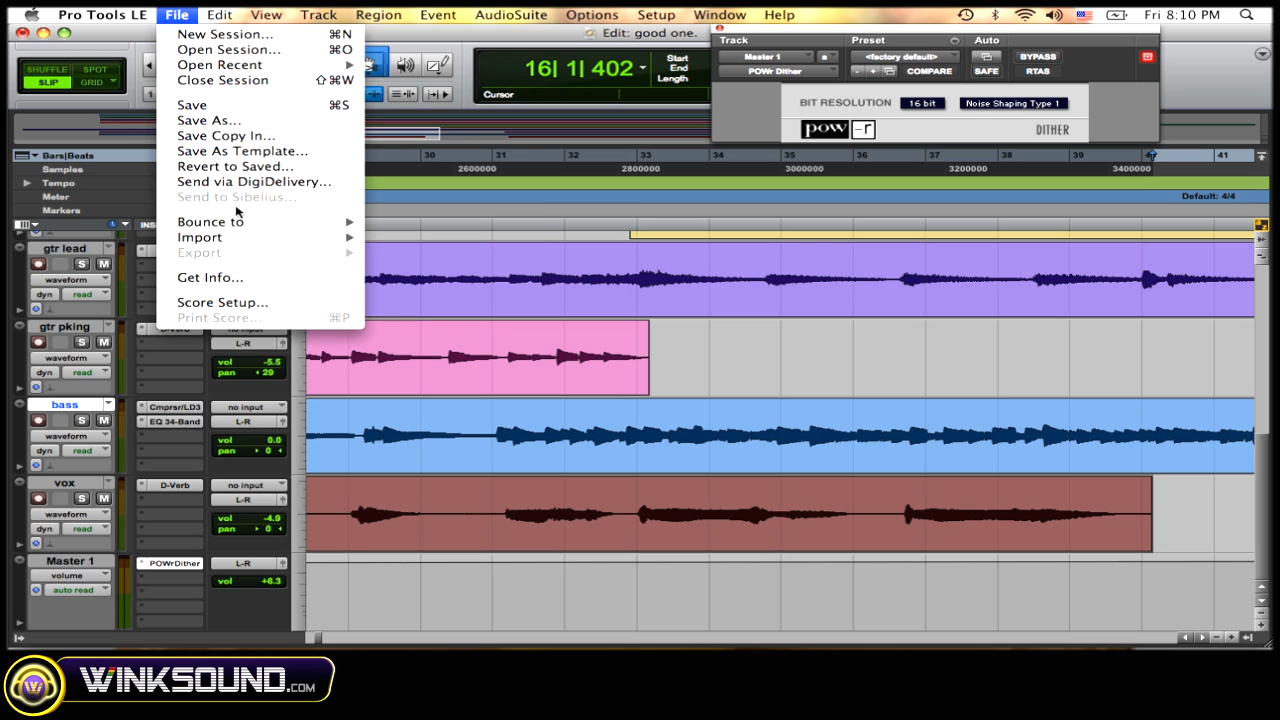 Pro Tools LE File Edit View Track Region Event AudioSuite Options Setup Window Help Fri 8:10 PM
Edit: good one.
New Session... ⌘N
Open Session... ⌘O
Open Recent
Close Session ⇧⌘W
Save ⌘S
Save As...
Save Copy In...
Save As Template...
Revert to Saved...
Send via DigiDelivery...
Send to Sibelius...
Bounce to
Import
Export
Get Info...
Score Setup...
Print Score... ⌘P
SHUFFLE SPOT
SLIP GRID
16| 1| 402
Start
End
Length
Cursor
Track Preset Auto
Master 1 a <factory default> BYPASS
POWr Dither - + COMPARE SAFE RTAS
BIT RESOLUTION 16 bit Noise Shaping Type 1
pow-r DITHER
Bars|Beats 30 31 32 33 34 35 36 37 38 39 41
Samples 2600000 2800000 3000000 3200000 3400000
Tempo
Meter Default: 4/4
Markers
INS
gtr lead
S M
waveform
dyn read
gtr pking
D-Verb no input
S M L-R
waveform vol -5.5
dyn read pan 29
bass Cmprsr/LD3 no input
S M EQ 34-Band L-R
waveform vol 0.0
dyn read pan 0
vox D-Verb no input
S M L-R
waveform vol -4.9
dyn read pan 0
Master 1 POWrDither L-R
volume vol +6.3
auto read
WINKSOUND.COM